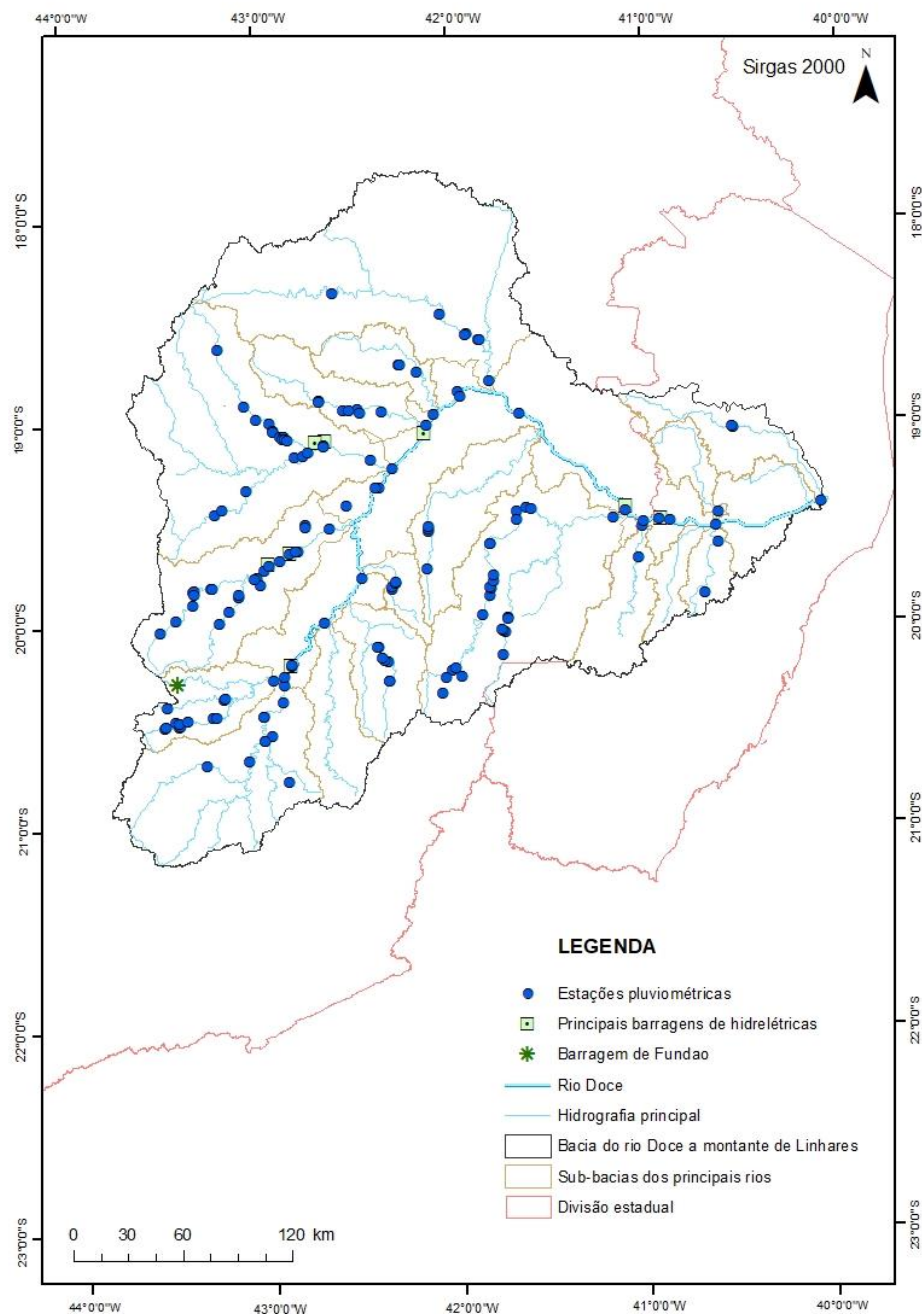 44°0'0"W 43°0'0"W 42°0'0"W 41°0'0"W 40°0'0"W
Sirgas 2000
N
18°0'0"S 18°0'0"S
19°0'0"S 19°0'0"S
20°0'0"S 20°0'0"S
21°0'0"S 21°0'0"S
22°0'0"S 22°0'0"S
23°0'0"S 23°0'0"S
LEGENDA
Estações pluviométricas
Principais barragens de hidrelétricas
Barragem de Fundao
Rio Doce
Hidrografia principal
Bacia do rio Doce a montante de Linhares
Sub-bacias dos principais rios
Divisão estadual
0 30 60 120 km
44°0'0"W 43°0'0"W 42°0'0"W 41°0'0"W 40°0'0"W